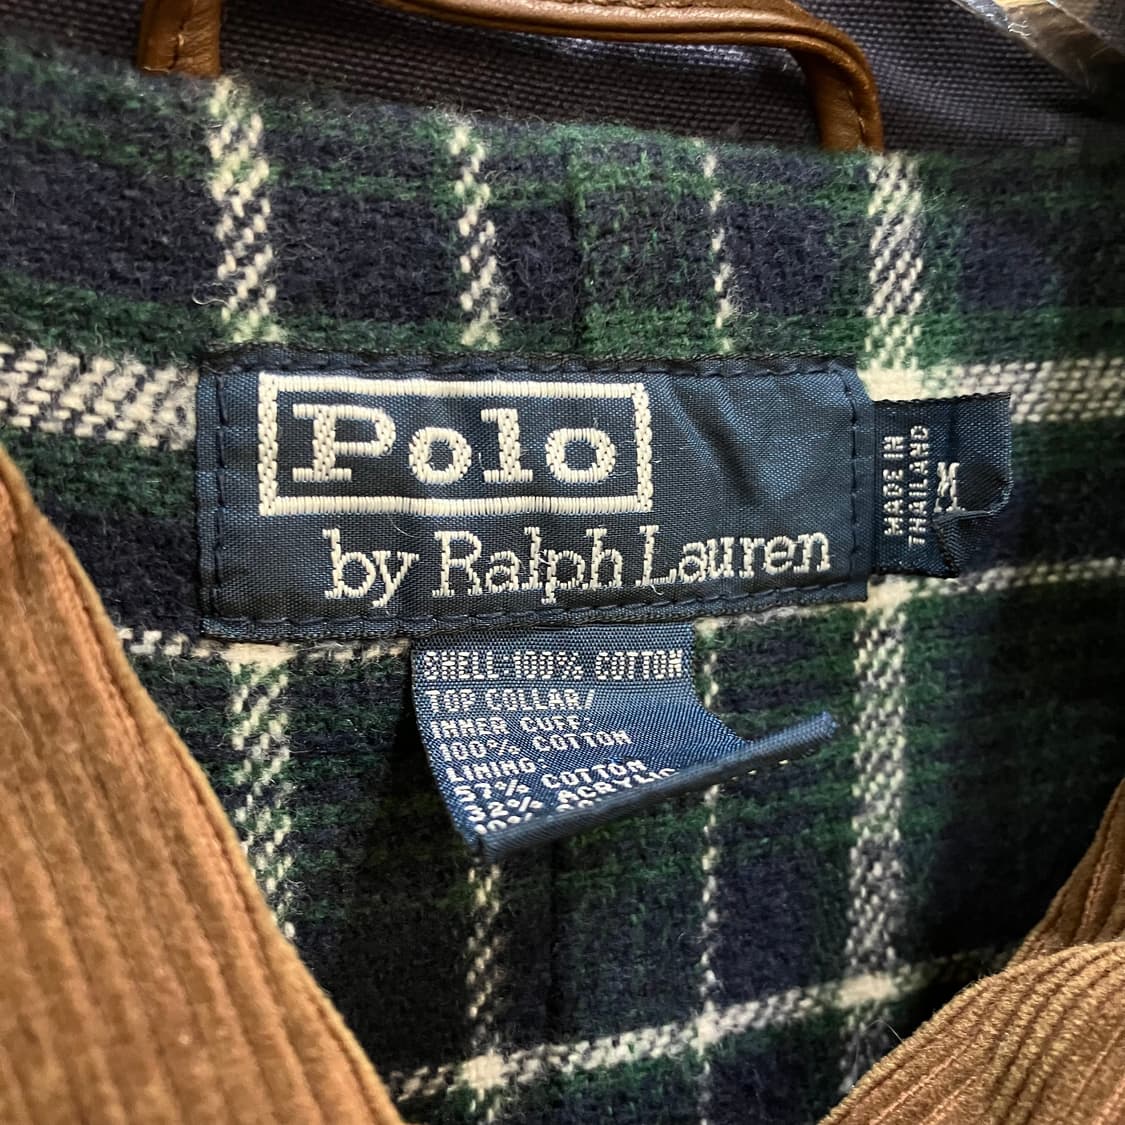 Polo
by Ralph Lauren
MADE IN
THAILAND
SHELL-100% COTTON
TOP COLLAR/
INNER CUFF:
100% COTTON
LINING:
57% COTTON
32% ACRYLIC
10%